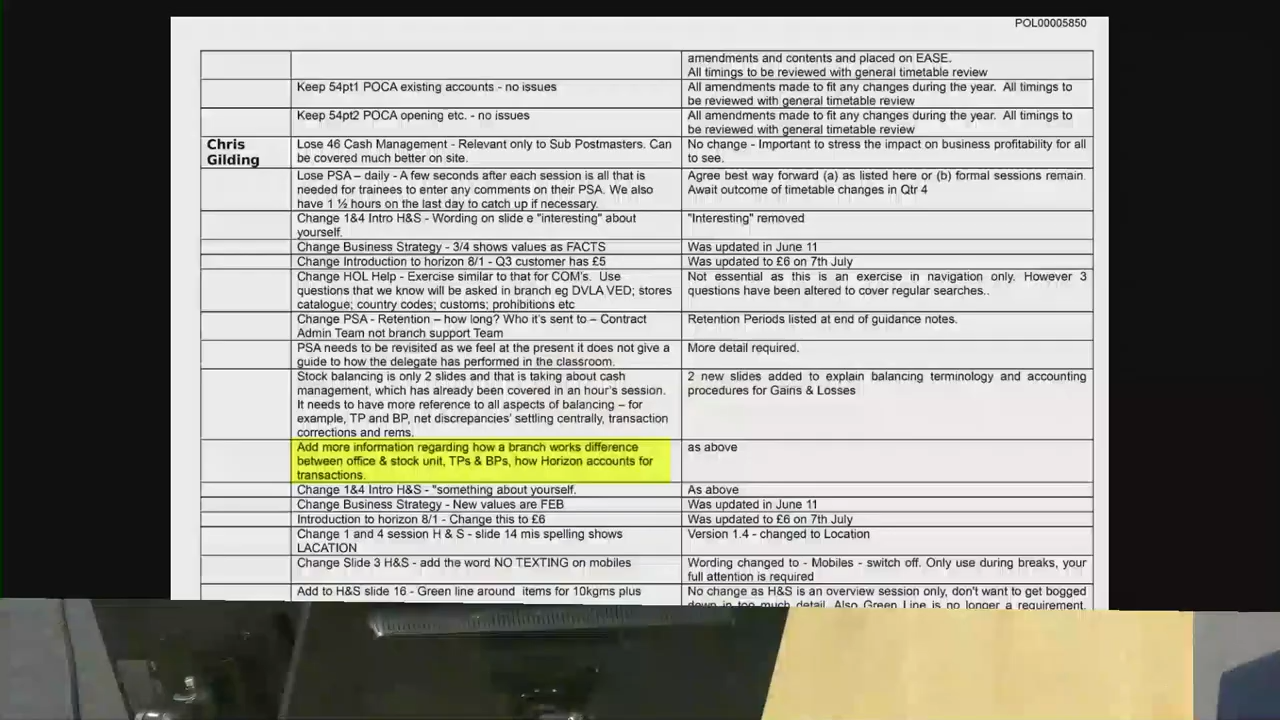 POL00005850
amendments and contents and placed on EASE.
All timings to be reviewed with general timetable review
Keep 54pt1 POCA existing accounts - no issues
All amendments made to fit any changes during the year. All timings to
be reviewed with general timetable review
Keep 54pt2 POCA opening etc. - no issues
All amendments made to fit any changes during the year. All timings to
be reviewed with general timetable review
Chris
Gilding
Lose 46 Cash Management - Relevant only to Sub Postmasters. Can
be covered much better on site.
No change - Important to stress the impact on business profitability for all
to see.
Lose PSA – daily - A few seconds after each session is all that is
needed for trainees to enter any comments on their PSA. We also
have 1 ½ hours on the last day to catch up if necessary.
Agree best way forward (a) as listed here or (b) formal sessions remain.
Await outcome of timetable changes in Qtr 4
Change 1&4 Intro H&S - Wording on slide e "interesting" about
yourself.
"Interesting" removed
Change Business Strategy - 3/4 shows values as FACTS
Was updated in June 11
Change Introduction to horizon 8/1 - Q3 customer has £5
Was updated to £6 on 7th July
Change HOL Help - Exercise similar to that for COM's. Use
questions that we know will be asked in branch eg DVLA VED; stores
catalogue; country codes; customs; prohibitions etc
Not essential as this is an exercise in navigation only. However 3
questions have been altered to cover regular searches..
Change PSA - Retention – how long? Who it's sent to – Contract
Admin Team not branch support Team
Retention Periods listed at end of guidance notes.
PSA needs to be revisited as we feel at the present it does not give a
guide to how the delegate has performed in the classroom.
More detail required.
Stock balancing is only 2 slides and that is taking about cash
management, which has already been covered in an hour's session.
It needs to have more reference to all aspects of balancing – for
example, TP and BP, net discrepancies' settling centrally, transaction
corrections and rems.
2 new slides added to explain balancing terminology and accounting
procedures for Gains & Losses
Add more information regarding how a branch works difference
between office & stock unit, TPs & BPs, how Horizon accounts for
transactions.
as above
Change 1&4 Intro H&S - "something about yourself.
As above
Change Business Strategy - New values are FEB
Was updated in June 11
Introduction to horizon 8/1 - Change this to £6
Was updated to £6 on 7th July
Change 1 and 4 session H & S - slide 14 mis spelling shows
LACATION
Version 1.4 - changed to Location
Change Slide 3 H&S - add the word NO TEXTING on mobiles
Wording changed to - Mobiles - switch off. Only use during breaks, your
full attention is required
Add to H&S slide 16 - Green line around items for 10kgms plus
No change as H&S is an overview session only, don't want to get bogged
down in too much detail. Also Green Line is no longer a requirement.